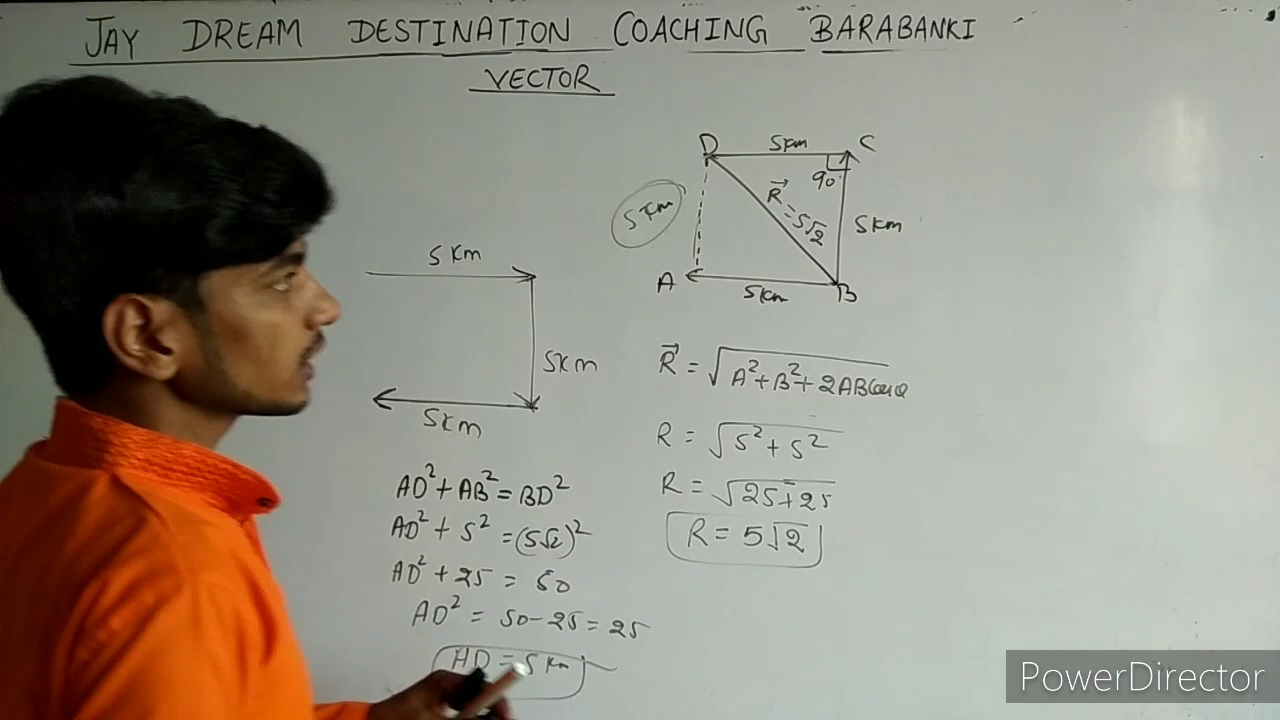 JAY DREAM DESTINATION COACHING BARABANKI
VECTOR
5 Km
5Km
5Km
D 5km C
90°
R⃗ = 5√2
5 Km
5Km
A 5km B
R⃗ = √A²+B²+2ABCosθ
R = √5²+5²
R = √25+25
R = 5√2
AD²+AB²=BD²
AD²+5²=(5√2)²
AD²+25 = 50
AD² = 50-25=25
AD = 5 Km
PowerDirector